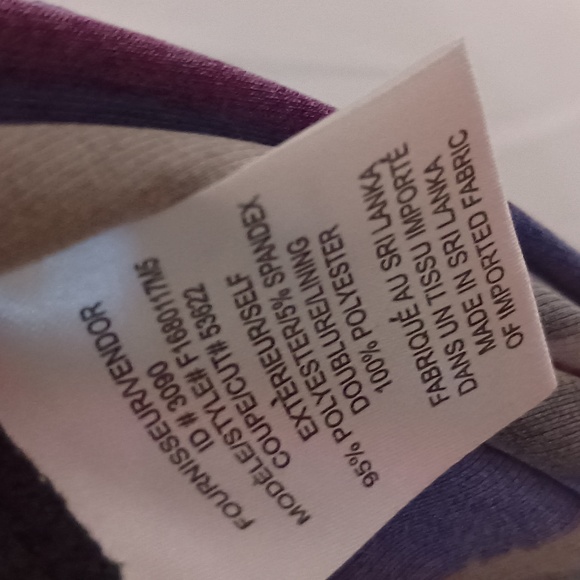 FOURNISSEUR/VENDOR
ID # 3090
MODÈLE/STYLE# F1680117M5
COUPE/CUT# 53622
EXTÉRIEUR/SELF
95% POLYESTER/5% SPANDEX
DOUBLURE/LINING
100% POLYESTER
FABRIQUÉ AU SRI LANKA
DANS UN TISSU IMPORTÉ
MADE IN SRI LANKA
OF IMPORTED FABRIC